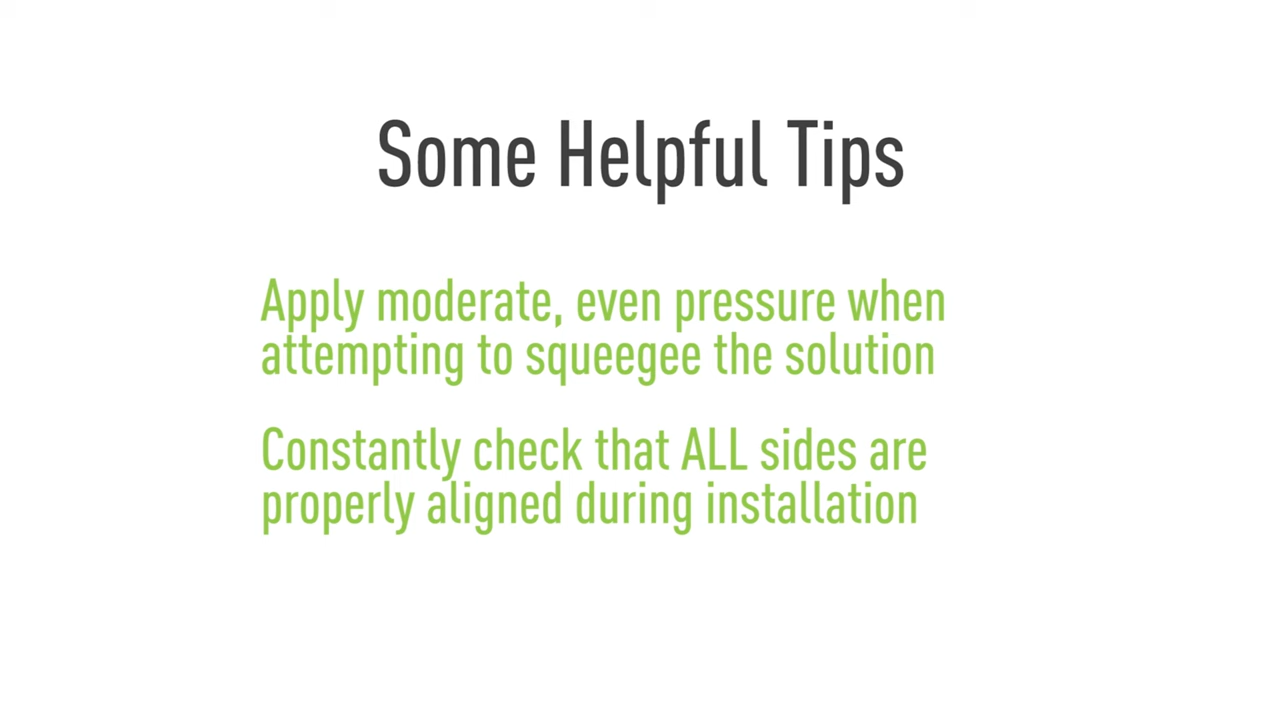 Some Helpful Tips
Apply moderate, even pressure when
attempting to squeegee the solution
Constantly check that ALL sides are
properly aligned during installation